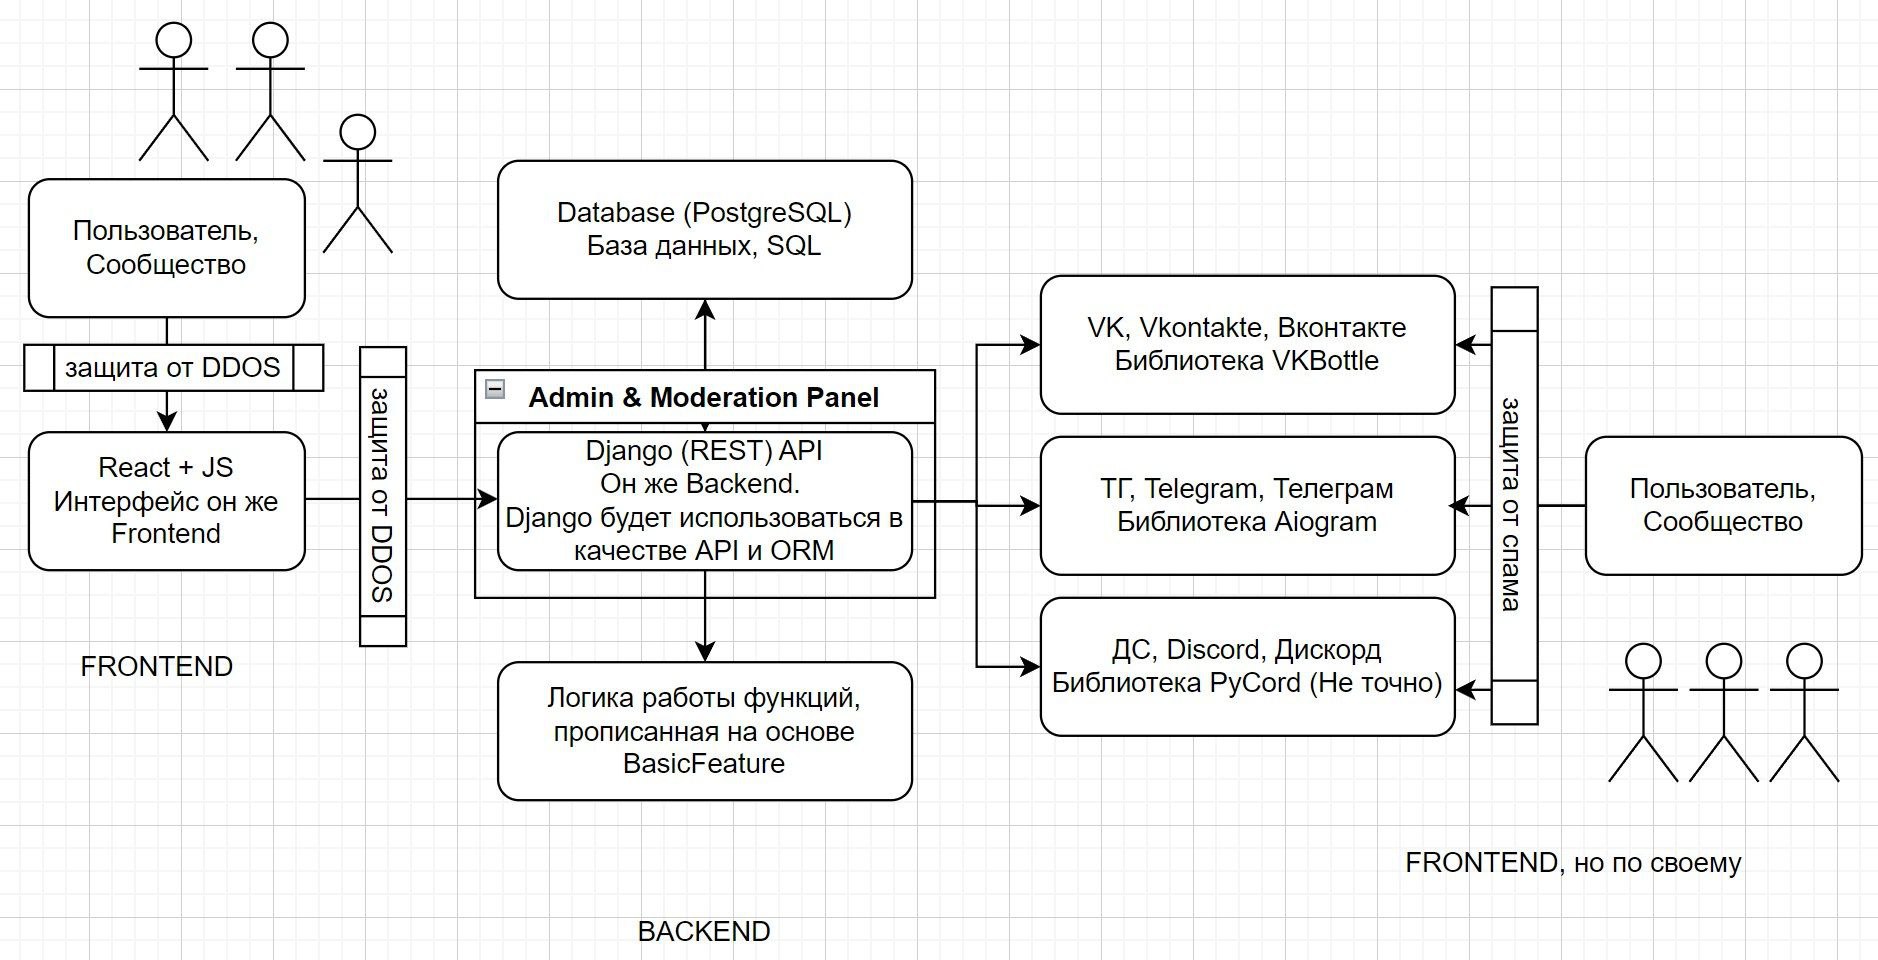 Пользователь,
Сообщество
защита от DDOS
React + JS
Интерфейс он же
Frontend
защита от DDOS
FRONTEND
Database (PostgreSQL)
База данных, SQL
Admin & Moderation Panel
Django (REST) API
Он же Backend.
Django будет использоваться в
качестве API и ORM
Логика работы функций,
прописанная на основе
BasicFeature
BACKEND
VK, Vkontakte, Вконтакте
Библиотека VKBottle
ТГ, Telegram, Телеграм
Библиотека Aiogram
ДС, Discord, Дискорд
Библиотека PyCord (Не точно)
защита от спама
Пользователь,
Сообщество
FRONTEND, но по своему